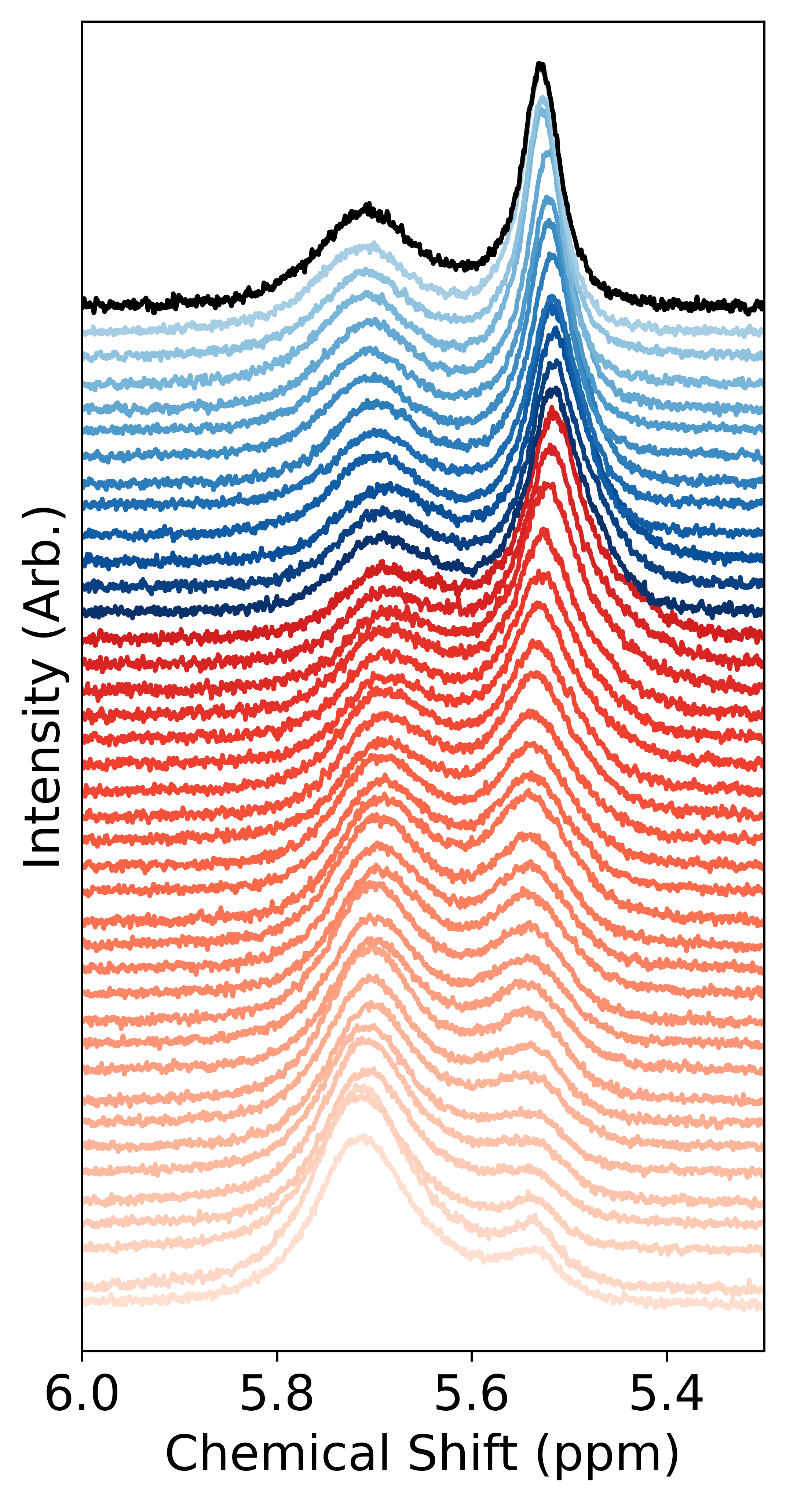 Intensity (Arb.)
6.0 5.8 5.6 5.4
Chemical Shift (ppm)